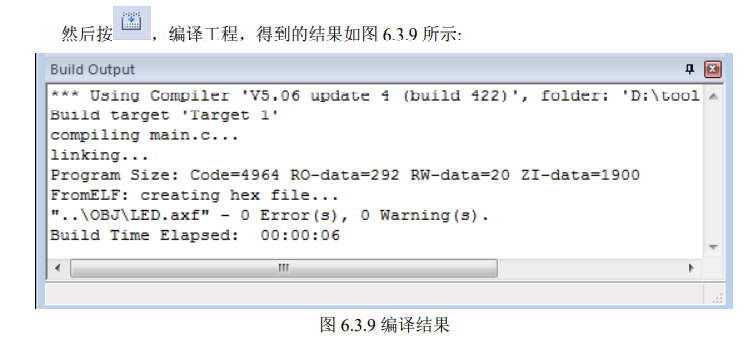 然后按，编译工程，得到的结果如图 6.3.9 所示:
Build Output
*** Using Compiler 'V5.06 update 4 (build 422)', folder: 'D:\tool
Build target 'Target 1'
compiling main.c...
linking...
Program Size: Code=4964 RO-data=292 RW-data=20 ZI-data=1900
FromELF: creating hex file...
"..\OBJ\LED.axf" - 0 Error(s), 0 Warning(s).
Build Time Elapsed:  00:00:06
图 6.3.9 编译结果